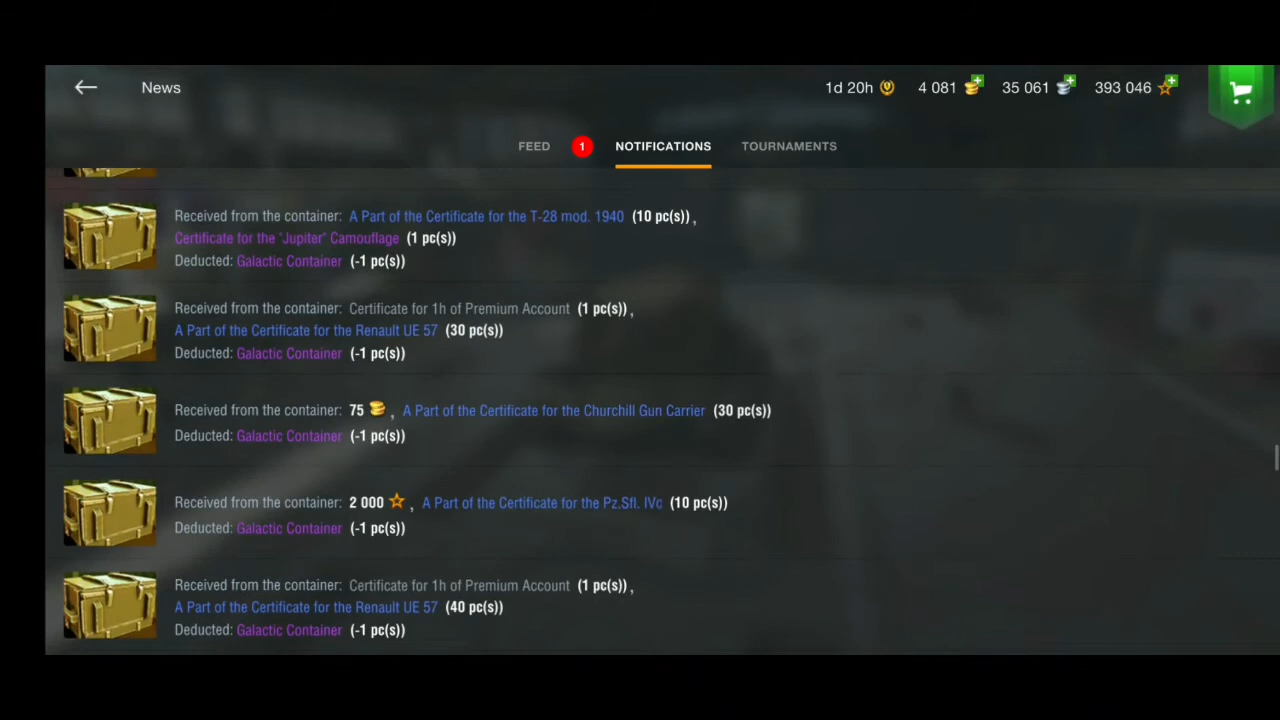 News
1d 20h
4 081
35 061
393 046
FEED 1 NOTIFICATIONS TOURNAMENTS
Received from the container: A Part of the Certificate for the T-28 mod. 1940 (10 pc(s)) ,
Certificate for the "Jupiter" Camouflage (1 pc(s))
Deducted: Galactic Container (-1 pc(s))
Received from the container: Certificate for 1h of Premium Account (1 pc(s)) ,
A Part of the Certificate for the Renault UE 57 (30 pc(s))
Deducted: Galactic Container (-1 pc(s))
Received from the container: 75 , A Part of the Certificate for the Churchill Gun Carrier (30 pc(s))
Deducted: Galactic Container (-1 pc(s))
Received from the container: 2 000 , A Part of the Certificate for the Pz.Sfl. IVc (10 pc(s))
Deducted: Galactic Container (-1 pc(s))
Received from the container: Certificate for 1h of Premium Account (1 pc(s)) ,
A Part of the Certificate for the Renault UE 57 (40 pc(s))
Deducted: Galactic Container (-1 pc(s))